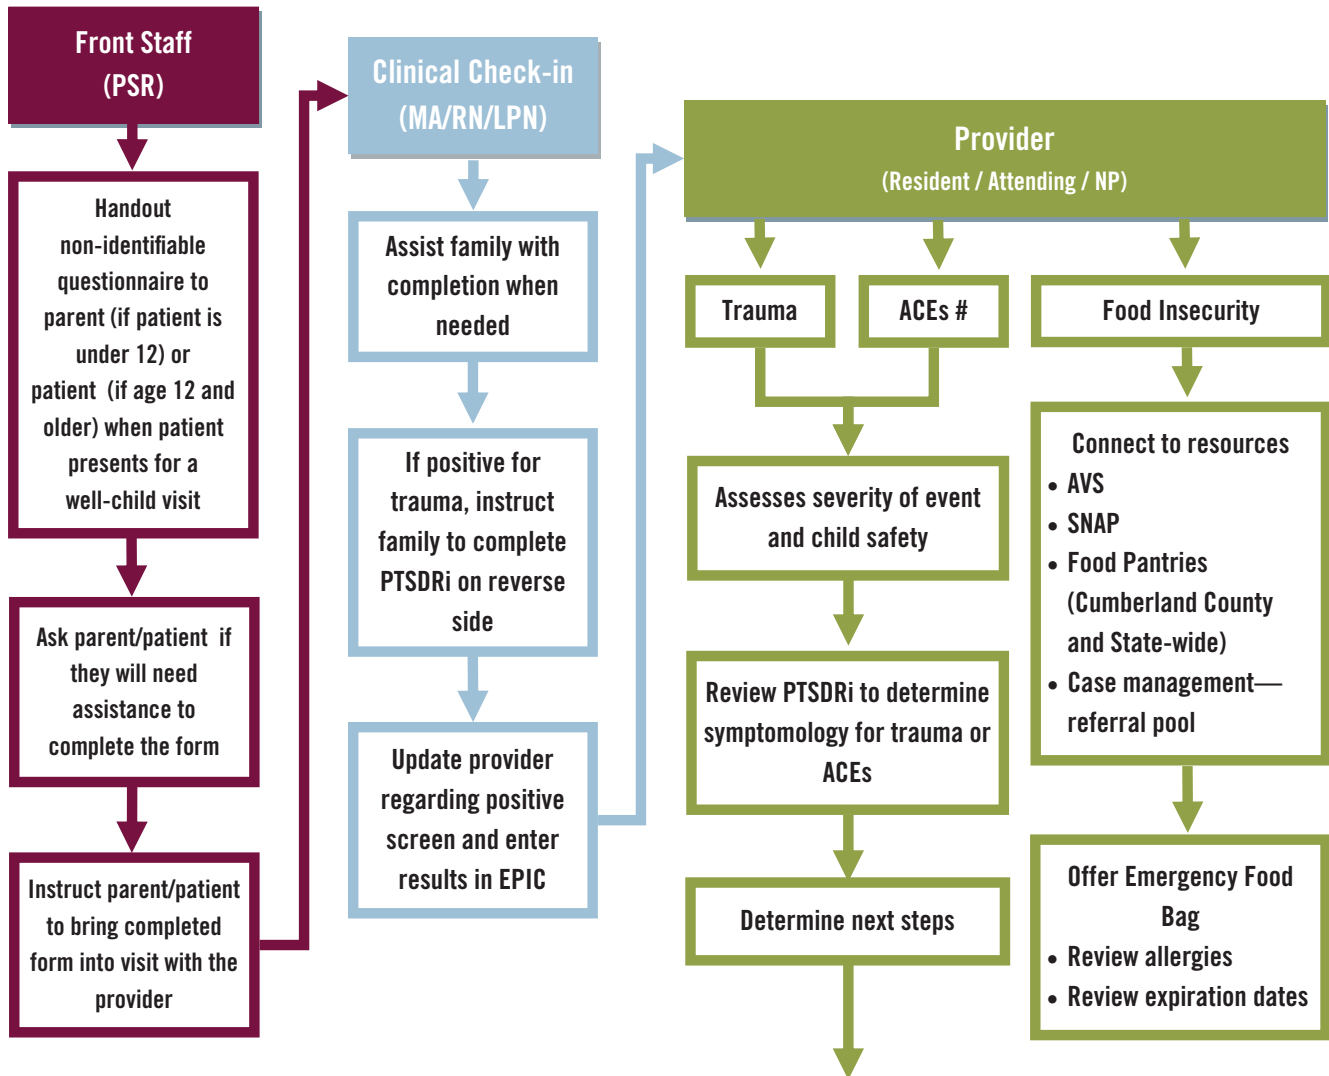 Front Staff
(PSR)
Handout
non-identifiable
questionnaire to
parent (if patient is
under 12) or
patient (if age 12 and
older) when patient
presents for a
well-child visit
Ask parent/patient if
they will need
assistance to
complete the form
Instruct parent/patient
to bring completed
form into visit with the
provider
Clinical Check-in
(MA/RN/LPN)
Assist family with
completion when
needed
If positive for
trauma, instruct
family to complete
PTSDRi on reverse
side
Update provider
regarding positive
screen and enter
results in EPIC
Provider
(Resident / Attending / NP)
Trauma
ACEs #
Assesses severity of event
and child safety
Review PTSDRi to determine
symptomology for trauma or
ACEs
Determine next steps
Food Insecurity
Connect to resources
• AVS
• SNAP
• Food Pantries
(Cumberland County
and State-wide)
• Case management—
referral pool
Offer Emergency Food
Bag
• Review allergies
• Review expiration dates